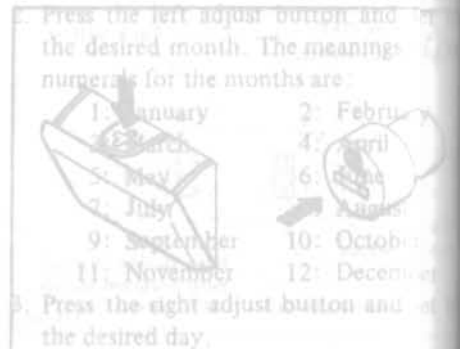 2. Press the left adjust button and
the desired month. The meanings
numerals for the months are:
1: January 2: February
3: March 4: April
5: May 6: June
7: July August
9: September 10: October
11: November 12: December
3. Press the right adjust button and
the desired day.